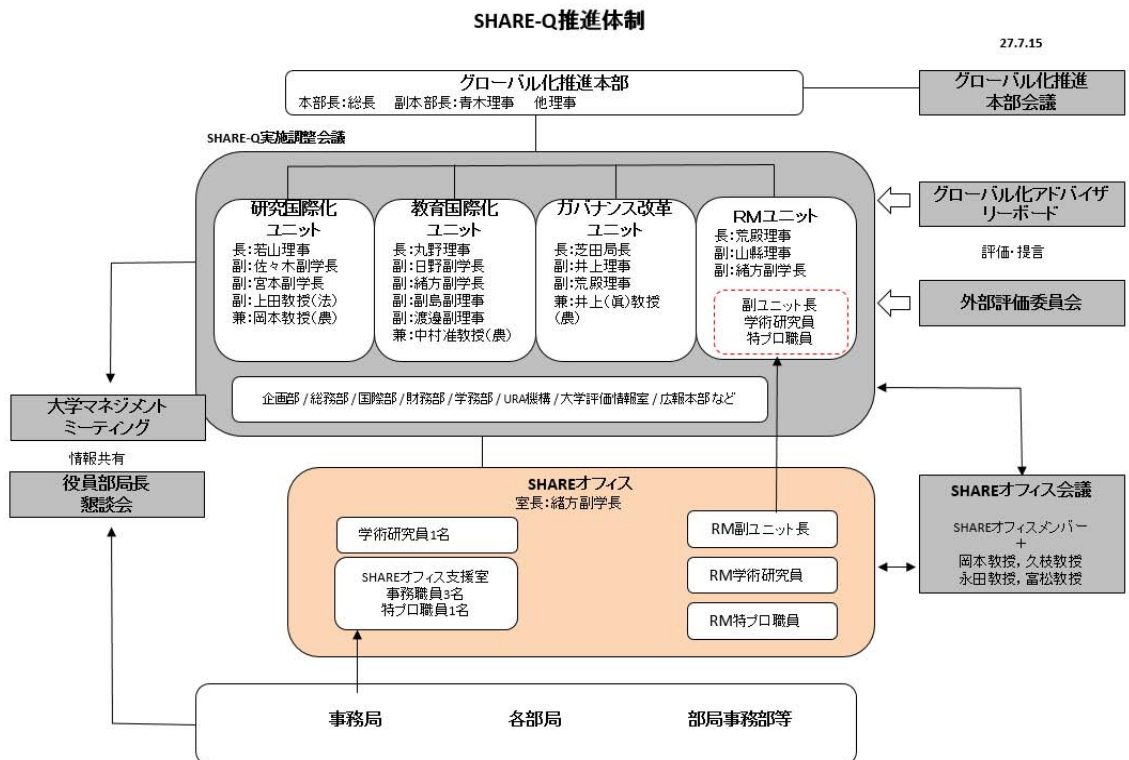 SHARE-Q推進体制
27.7.15
グローバル化推進本部
本部長：総長　副本部長：青木理事　他理事
グローバル化推進
本部会議
SHARE-Q実施調整会議
研究国際化
ユニット
長：若山理事
副：佐々木副学長
副：宮本副学長
副：上田教授（法）
兼：岡本教授（農）
教育国際化
ユニット
長：丸野理事
副：日野副学長
副：緒方副学長
副：副島副理事
副：渡邉副理事
兼：中村准教授（農）
ガバナンス改革
ユニット
長：芝田局長
副：井上理事
副：荒殿理事
兼：井上（眞）教授
（農）
RMユニット
長：荒殿理事
副：山縣理事
副：緒方副学長
副ユニット長
学術研究員
特プロ職員
グローバル化アドバイザ
リーボード
評価・提言
外部評価委員会
企画部/総務部/国際部/財務部/学務部/URA機構/大学評価情報室/広報本部など
大学マネジメント
ミーティング
情報共有
役員部局長
懇談会
SHAREオフィス
室長：緒方副学長
学術研究員1名
SHAREオフィス支援室
事務職員3名
特プロ職員1名
RM副ユニット長
RM学術研究員
RM特プロ職員
SHAREオフィス会議
SHAREオフィスメンバー
+
岡本教授，久枝教授
永田教授，富松教授
事務局　各部局　部局事務部等